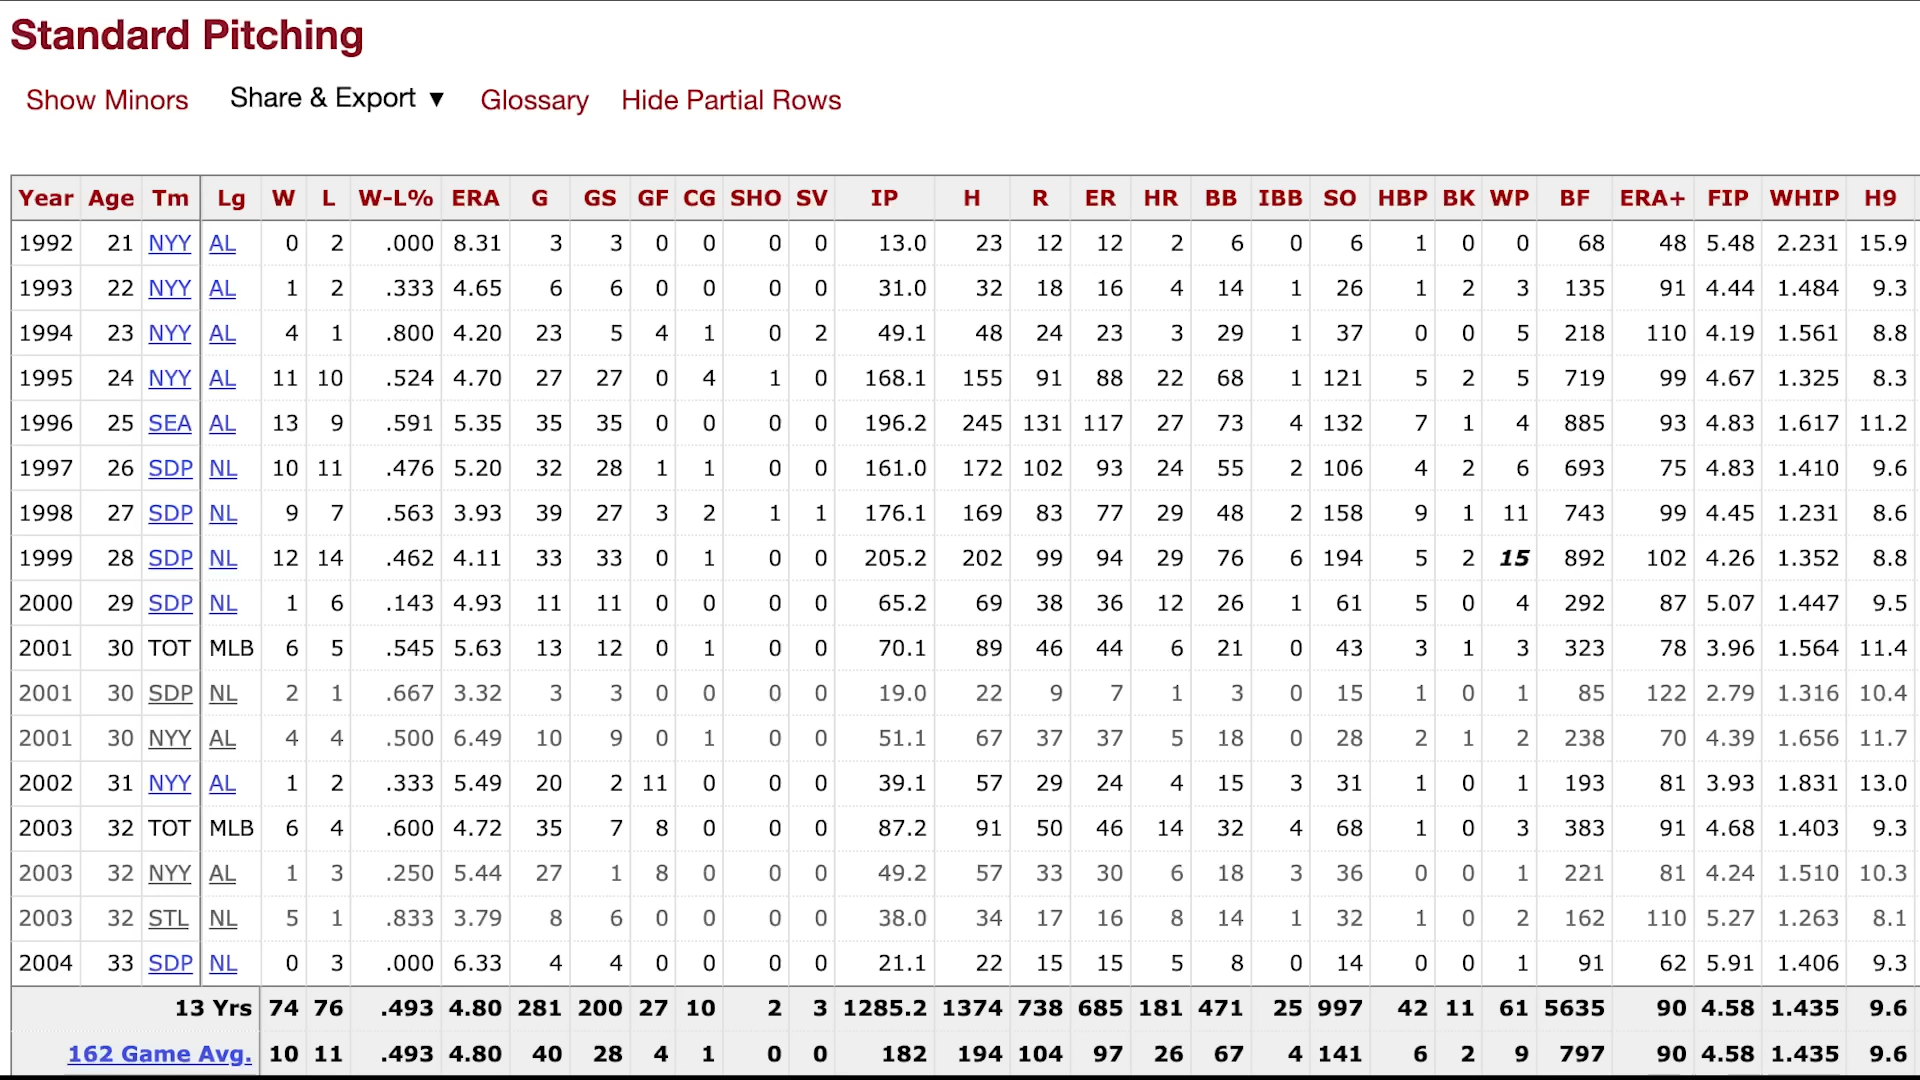 Standard Pitching
Show Minors Share & Export ▼ Glossary Hide Partial Rows
Year Age Tm Lg W L W-L% ERA G GS GF CG SHO SV IP H R ER HR BB IBB SO HBP BK WP BF ERA+ FIP WHIP H9
1992 21 NYY AL 0 2 .000 8.31 3 3 0 0 0 0 13.0 23 12 12 2 6 0 6 1 0 0 68 48 5.48 2.231 15.9
1993 22 NYY AL 1 2 .333 4.65 6 6 0 0 0 0 31.0 32 18 16 4 14 1 26 1 2 3 135 91 4.44 1.484 9.3
1994 23 NYY AL 4 1 .800 4.20 23 5 4 1 0 2 49.1 48 24 23 3 29 1 37 0 0 5 218 110 4.19 1.561 8.8
1995 24 NYY AL 11 10 .524 4.70 27 27 0 4 1 0 168.1 155 91 88 22 68 1 121 5 2 5 719 99 4.67 1.325 8.3
1996 25 SEA AL 13 9 .591 5.35 35 35 0 0 0 0 196.2 245 131 117 27 73 4 132 7 1 4 885 93 4.83 1.617 11.2
1997 26 SDP NL 10 11 .476 5.20 32 28 1 1 0 0 161.0 172 102 93 24 55 2 106 4 2 6 693 75 4.83 1.410 9.6
1998 27 SDP NL 9 7 .563 3.93 39 27 3 2 1 1 176.1 169 83 77 29 48 2 158 9 1 11 743 99 4.45 1.231 8.6
1999 28 SDP NL 12 14 .462 4.11 33 33 0 1 0 0 205.2 202 99 94 29 76 6 194 5 2 15 892 102 4.26 1.352 8.8
2000 29 SDP NL 1 6 .143 4.93 11 11 0 0 0 0 65.2 69 38 36 12 26 1 61 5 0 4 292 87 5.07 1.447 9.5
2001 30 TOT MLB 6 5 .545 5.63 13 12 0 1 0 0 70.1 89 46 44 6 21 0 43 3 1 3 323 78 3.96 1.564 11.4
2001 30 SDP NL 2 1 .667 3.32 3 3 0 0 0 0 19.0 22 9 7 1 3 0 15 1 0 1 85 122 2.79 1.316 10.4
2001 30 NYY AL 4 4 .500 6.49 10 9 0 1 0 0 51.1 67 37 37 5 18 0 28 2 1 2 238 70 4.39 1.656 11.7
2002 31 NYY AL 1 2 .333 5.49 20 2 11 0 0 0 39.1 57 29 24 4 15 3 31 1 0 1 193 81 3.93 1.831 13.0
2003 32 TOT MLB 6 4 .600 4.72 35 7 8 0 0 0 87.2 91 50 46 14 32 4 68 1 0 3 383 91 4.68 1.403 9.3
2003 32 NYY AL 1 3 .250 5.44 27 1 8 0 0 0 49.2 57 33 30 6 18 3 36 0 0 1 221 81 4.24 1.510 10.3
2003 32 STL NL 5 1 .833 3.79 8 6 0 0 0 0 38.0 34 17 16 8 14 1 32 1 0 2 162 110 5.27 1.263 8.1
2004 33 SDP NL 0 3 .000 6.33 4 4 0 0 0 0 21.1 22 15 15 5 8 0 14 0 0 1 91 62 5.91 1.406 9.3
13 Yrs 74 76 .493 4.80 281 200 27 10 2 3 1285.2 1374 738 685 181 471 25 997 42 11 61 5635 90 4.58 1.435 9.6
162 Game Avg. 10 11 .493 4.80 40 28 4 1 0 0 182 194 104 97 26 67 4 141 6 2 9 797 90 4.58 1.435 9.6